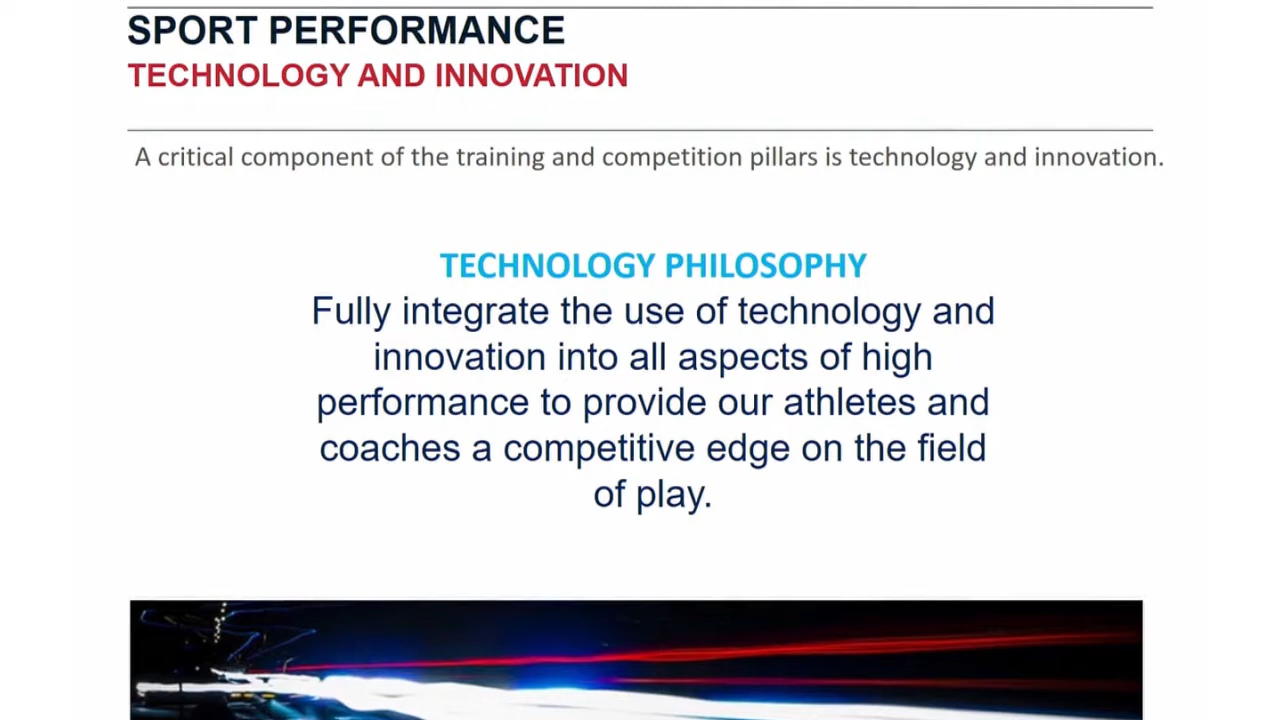 SPORT PERFORMANCE
TECHNOLOGY AND INNOVATION
A critical component of the training and competition pillars is technology and innovation.
TECHNOLOGY PHILOSOPHY
Fully integrate the use of technology and
innovation into all aspects of high
performance to provide our athletes and
coaches a competitive edge on the field
of play.